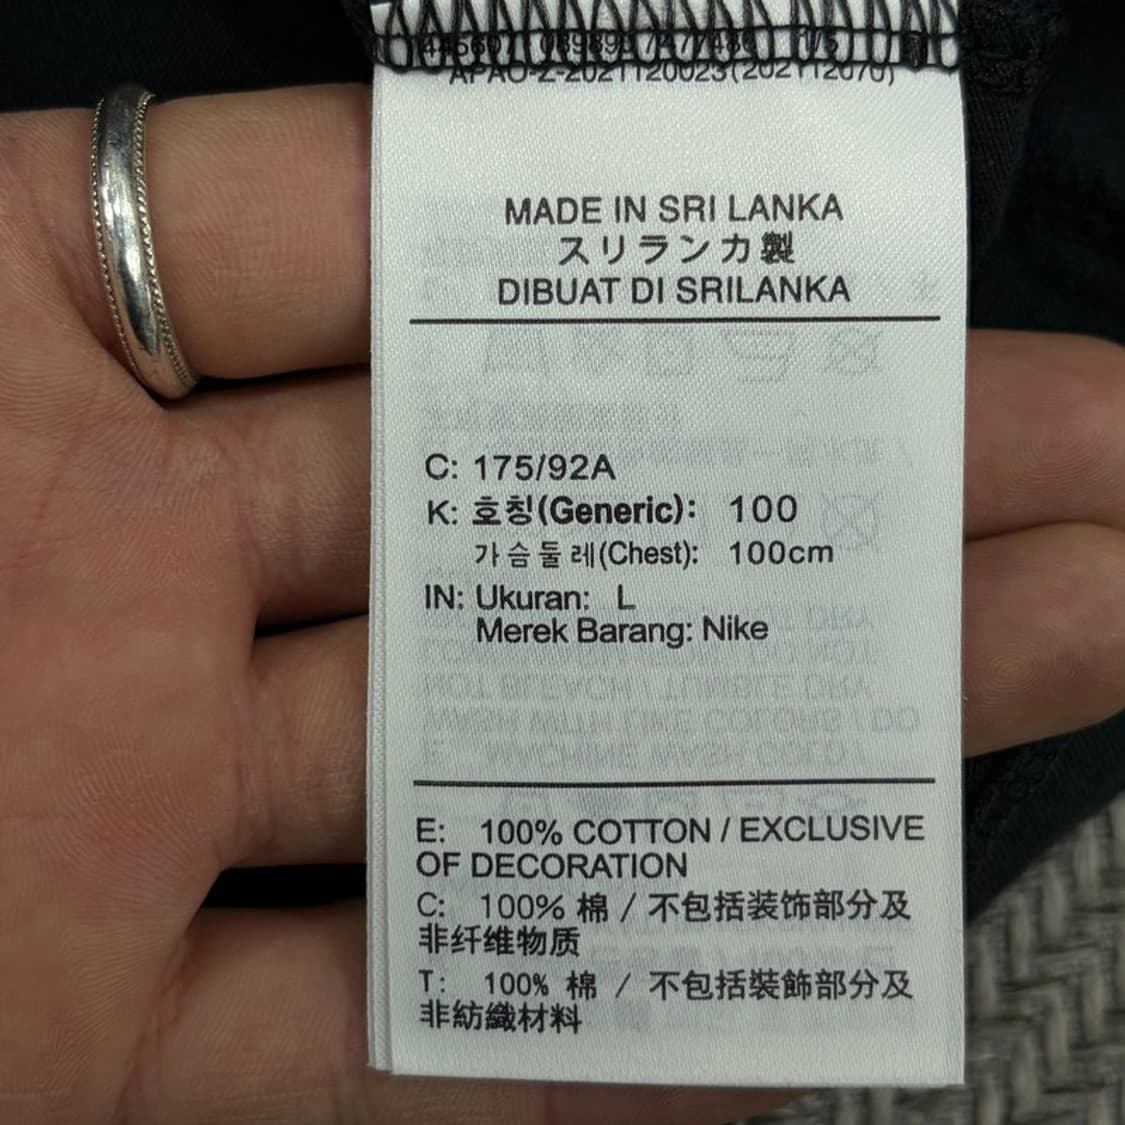 APAO-Z-2021120023(202112070)
MADE IN SRI LANKA
スリランカ製
DIBUAT DI SRILANKA
C: 175/92A
K: 호칭(Generic): 100
가슴둘레(Chest): 100cm
IN: Ukuran: L
Merek Barang: Nike
E: 100% COTTON / EXCLUSIVE
OF DECORATION
C: 100% 棉 / 不包括装饰部分及
非纤维物质
T: 100% 棉 / 不包括裝飾部分及
非紡織材料